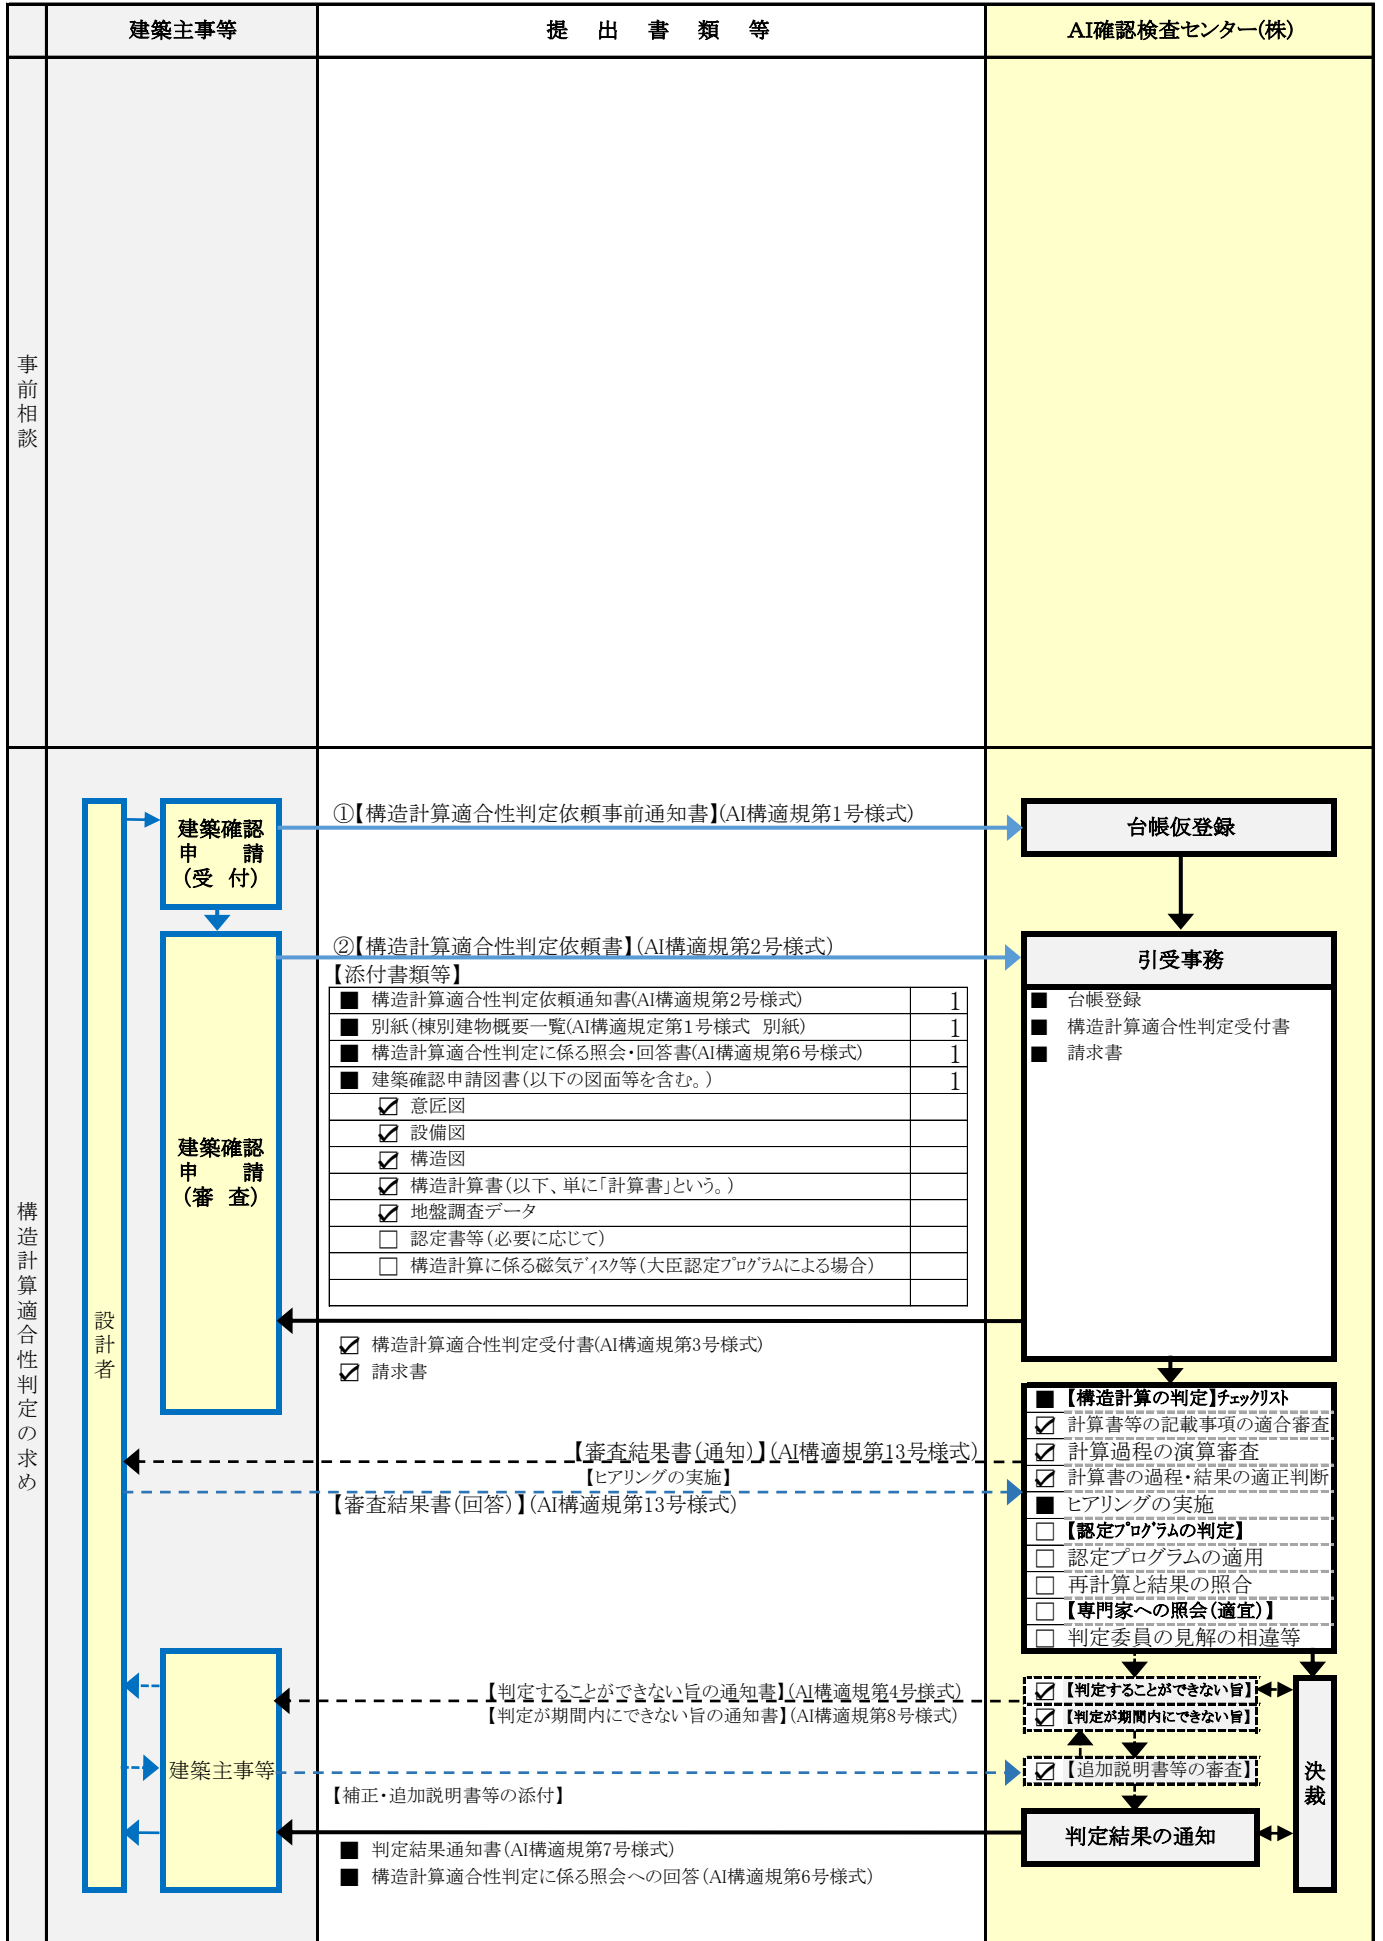 建築主事等
提　出　書　類　等
AI確認検査センター(株)
事前相談
構造計算適合性判定の求め
設計者
建築確認
申　　請
(受　付)
①【構造計算適合性判定依頼事前通知書】(AI構適規第1号様式)
台帳仮登録
建築確認
申　　請
(審　査)
②【構造計算適合性判定依頼書】(AI構適規第2号様式)
【添付書類等】
■ 構造計算適合性判定依頼通知書(AI構適規第2号様式) 1
■ 別紙(棟別建物概要一覧(AI構適規定第1号様式　別紙) 1
■ 構造計算適合性判定に係る照会・回答書(AI構適規第6号様式) 1
■ 建築確認申請図書(以下の図面等を含む。) 1
☑ 意匠図
☑ 設備図
☑ 構造図
☑ 構造計算書(以下、単に「計算書」という。)
☑ 地盤調査データ
□ 認定書等(必要に応じて)
□ 構造計算に係る磁気ディスク等(大臣認定プログラムによる場合)
引受事務
■ 台帳登録
■ 構造計算適合性判定受付書
■ 請求書
☑ 構造計算適合性判定受付書(AI構適規第3号様式)
☑ 請求書
■ 【構造計算の判定】チェックリスト
☑ 計算書等の記載事項の適合審査
☑ 計算過程の演算審査
☑ 計算書の過程・結果の適正判断
■ ヒアリングの実施
□ 【認定プログラムの判定】
□ 認定プログラムの適用
□ 再計算と結果の照合
□ 【専門家への照会(適宜)】
□ 判定委員の見解の相違等
【審査結果書(通知)】(AI構適規第13号様式)
【ヒアリングの実施】
【審査結果書(回答)】(AI構適規第13号様式)
建築主事等
【判定することができない旨の通知書】(AI構適規第4号様式)
【判定が期間内にできない旨の通知書】(AI構適規第8号様式)
☑ 【判定することができない旨】
☑ 【判定が期間内にできない旨】
☑ 【追加説明書等の審査】
決裁
【補正・追加説明書等の添付】
判定結果の通知
■ 判定結果通知書(AI構適規第7号様式)
■ 構造計算適合性判定に係る照会への回答(AI構適規第6号様式)